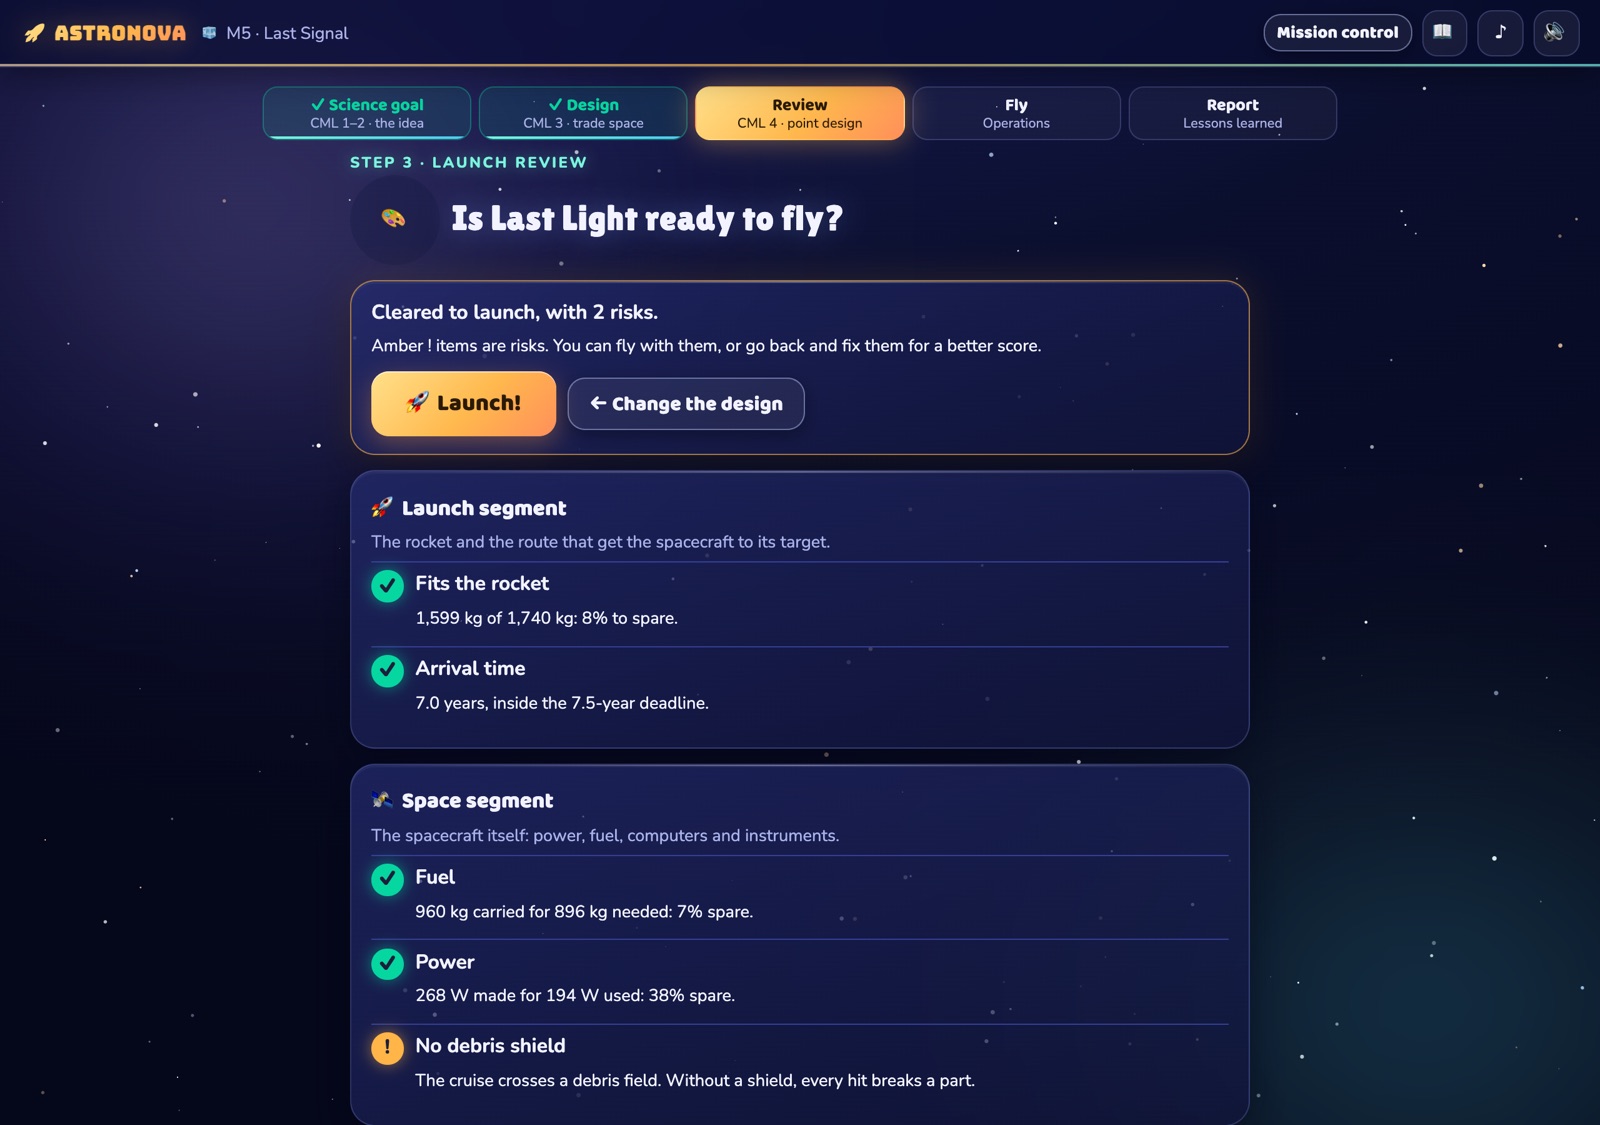 ASTRONOVA M5 · Last Signal
Mission control
✓ Science goal
CML 1–2 · the idea
✓ Design
CML 3 · trade space
Review
CML 4 · point design
Fly
Operations
Report
Lessons learned
STEP 3 · LAUNCH REVIEW
Is Last Light ready to fly?
Cleared to launch, with 2 risks.
Amber ! items are risks. You can fly with them, or go back and fix them for a better score.
🚀 Launch!
← Change the design
Launch segment
The rocket and the route that get the spacecraft to its target.
Fits the rocket
1,599 kg of 1,740 kg: 8% to spare.
Arrival time
7.0 years, inside the 7.5-year deadline.
Space segment
The spacecraft itself: power, fuel, computers and instruments.
Fuel
960 kg carried for 896 kg needed: 7% spare.
Power
268 W made for 194 W used: 38% spare.
! No debris shield
The cruise crosses a debris field. Without a shield, every hit breaks a part.